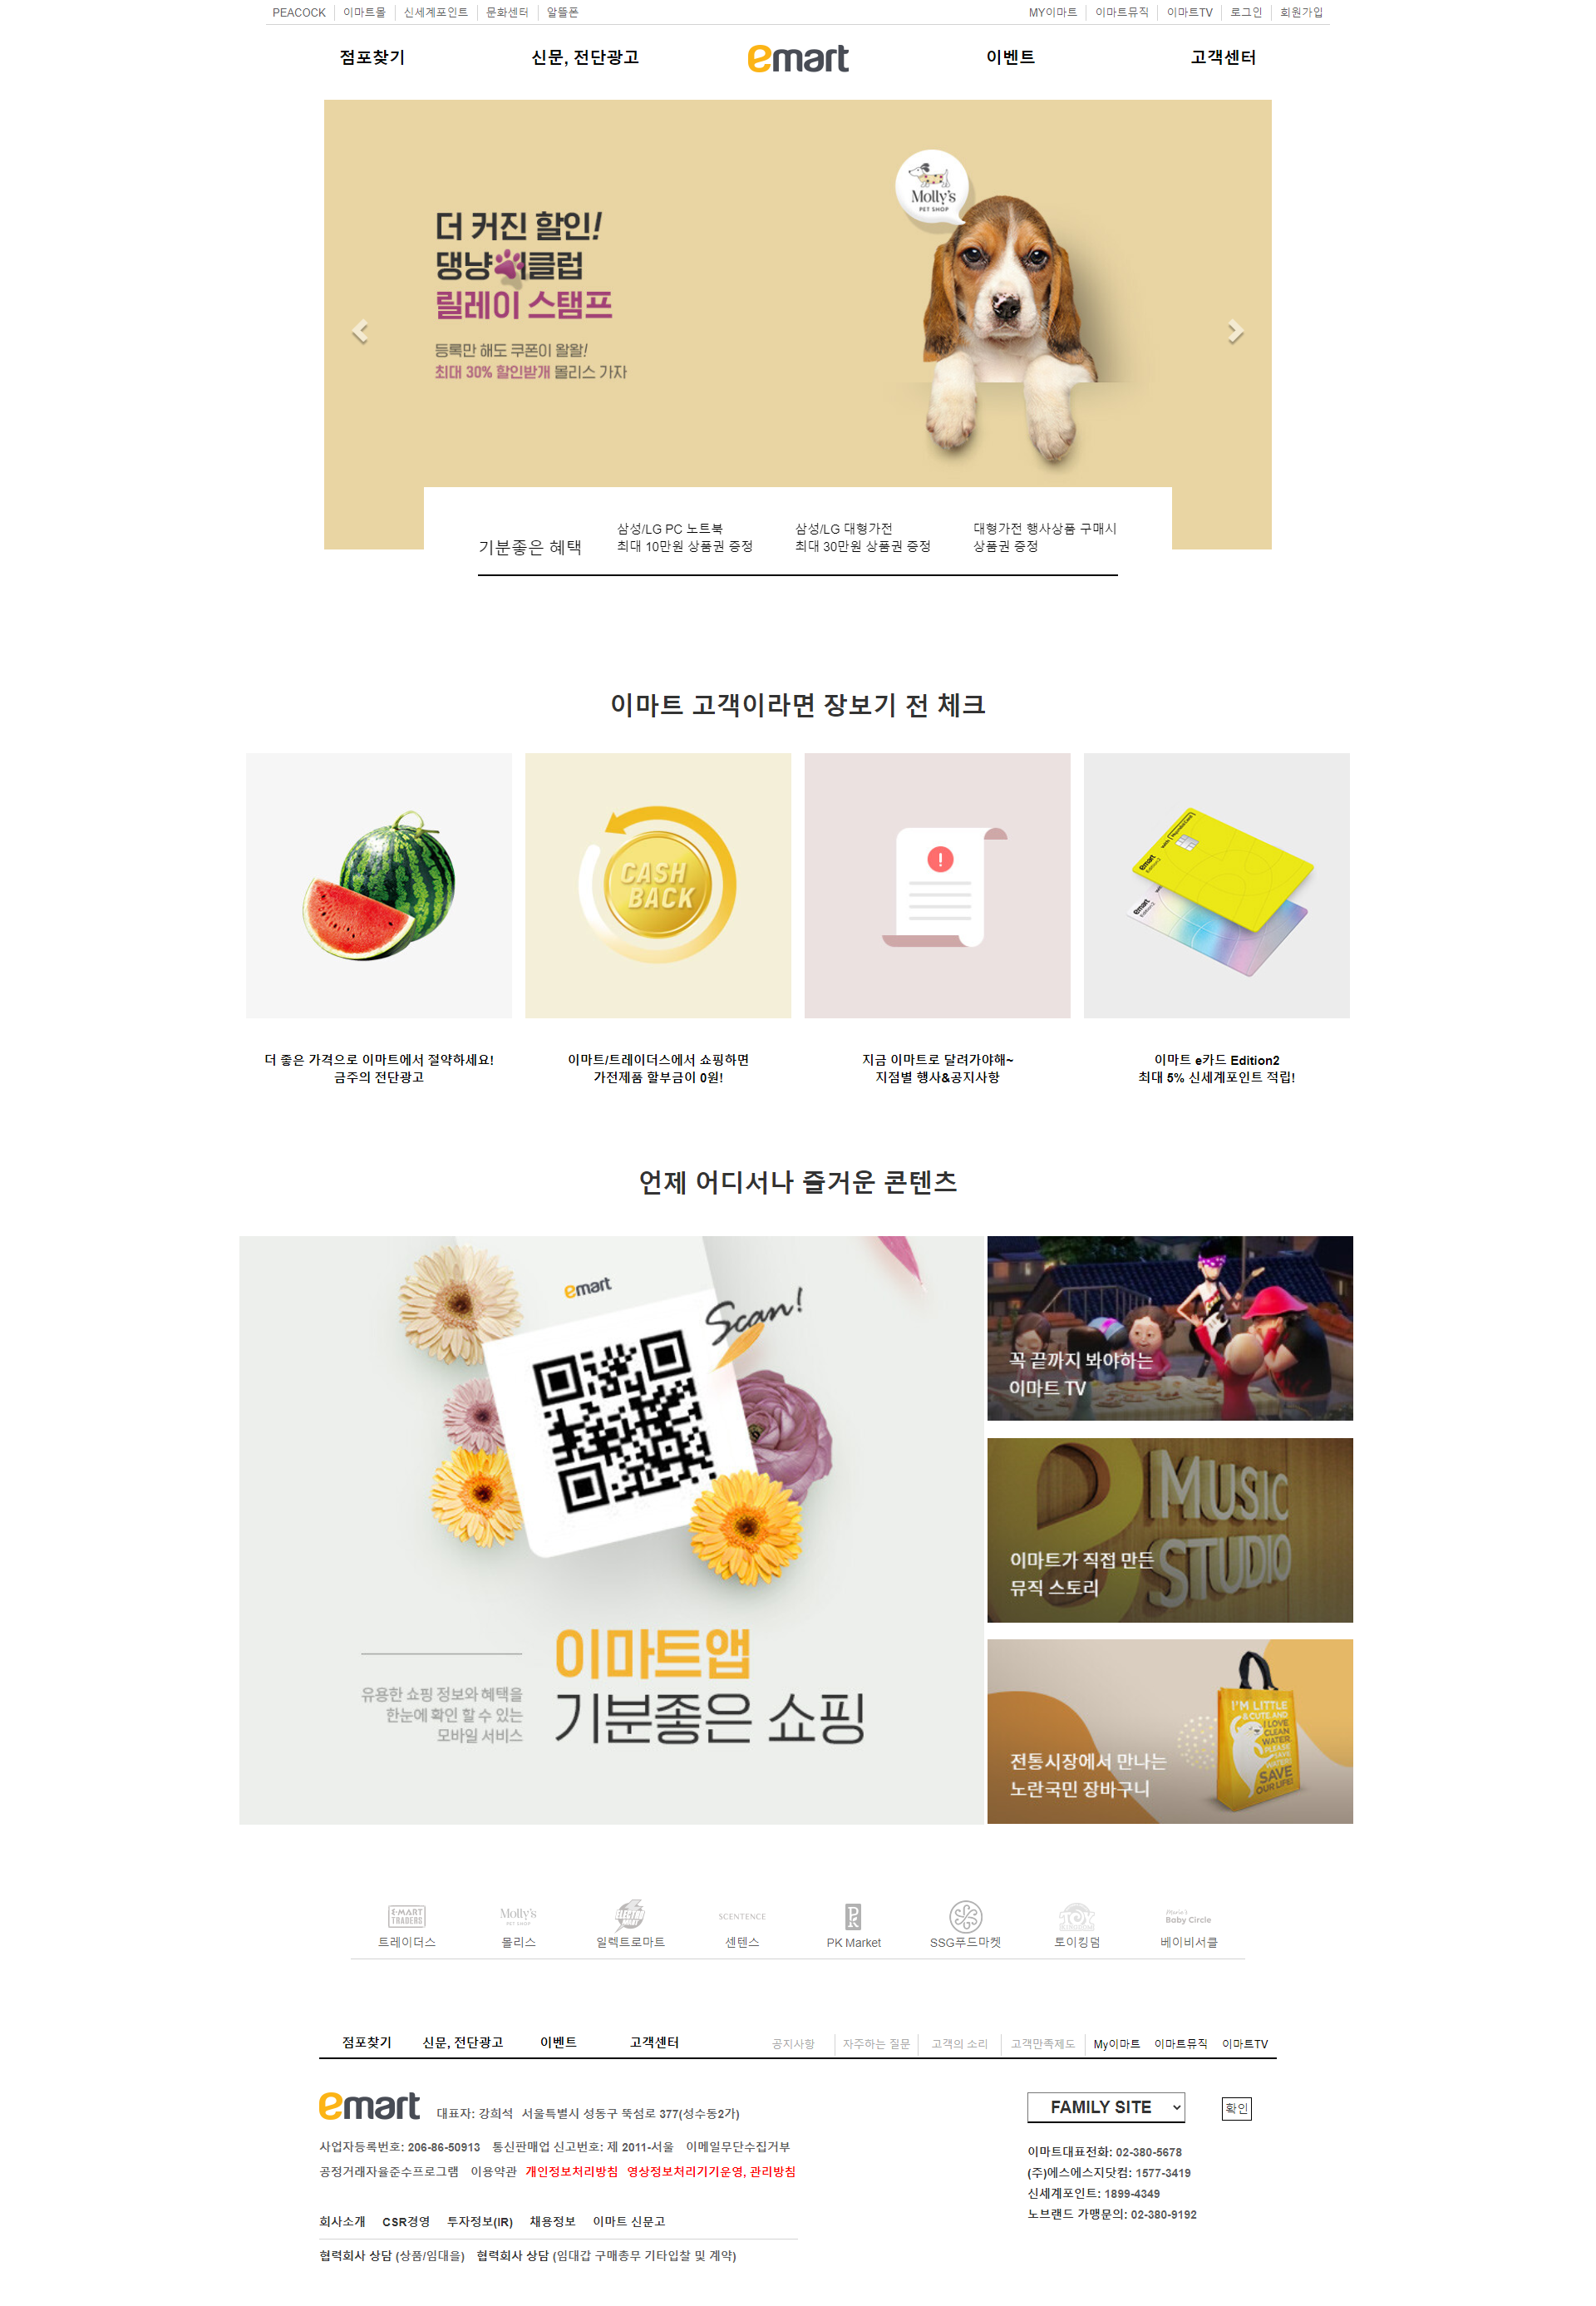 PEACOCK 이마트몰 신세계포인트 문화센터 알뜰폰 MY이마트 이마트뮤직 이마트TV 로그인 회원가입
점포찾기 신문, 전단광고 emart 이벤트 고객센터
Molly's
PET SHOP
더 커진 할인!
댕냥 클럽
릴레이 스탬프
등록만 해도 쿠폰이 왈왈!
최대 30% 할인받개 몰리스 가자
기분좋은 혜택
삼성/LG PC 노트북
최대 10만원 상품권 증정
삼성/LG 대형가전
최대 30만원 상품권 증정
대형가전 행사상품 구매시
상품권 증정
이마트 고객이라면 장보기 전 체크
CASH
BACK
emart
Edition2
emart
Edition2
더 좋은 가격으로 이마트에서 절약하세요!
금주의 전단광고
이마트/트레이더스에서 쇼핑하면
가전제품 할부금이 0원!
지금 이마트로 달려가야해~
지점별 행사&공지사항
이마트 e카드 Edition2
최대 5% 신세계포인트 적립!
언제 어디서나 즐거운 콘텐츠
emart
Scan!
이마트앱
기분좋은 쇼핑
유용한 쇼핑 정보와 혜택을
한눈에 확인 할 수 있는
모바일 서비스
꼭 끝까지 봐야하는
이마트 TV
MUSIC
STUDIO
이마트가 직접 만든
뮤직 스토리
I'M LITTLE
& CUTE AND
I LOVE
CLEAN
WATER.
PLEASE
SAVE
WATER!
SAVE
OUR LIFE!
전통시장에서 만나는
노란국민 장바구니
E•MART
TRADERS
트레이더스
Molly's
PET SHOP
몰리스
ELECTRO
MART
일렉트로마트
SCENTENCE
센텐스
PK
PK Market
SSG푸드마켓
TOY
토이킹덤
Marie's
Baby Circle
베이비서클
점포찾기 신문, 전단광고 이벤트 고객센터 공지사항 자주하는 질문 고객의 소리 고객만족제도 My이마트 이마트뮤직 이마트TV
emart 대표자: 강희석 서울특별시 성동구 뚝섬로 377(성수동2가)
사업자등록번호: 206-86-50913 통신판매업 신고번호: 제 2011-서울 이메일무단수집거부
공정거래자율준수프로그램 이용약관 개인정보처리방침 영상정보처리기기운영, 관리방침
회사소개 CSR경영 투자정보(IR) 채용정보 이마트 신문고
협력회사 상담 (상품/임대을) 협력회사 상담 (임대갑 구매총무 기타입찰 및 계약)
FAMILY SITE 확인
이마트대표전화: 02-380-5678
(주)에스에스지닷컴: 1577-3419
신세계포인트: 1899-4349
노브랜드 가맹문의: 02-380-9192